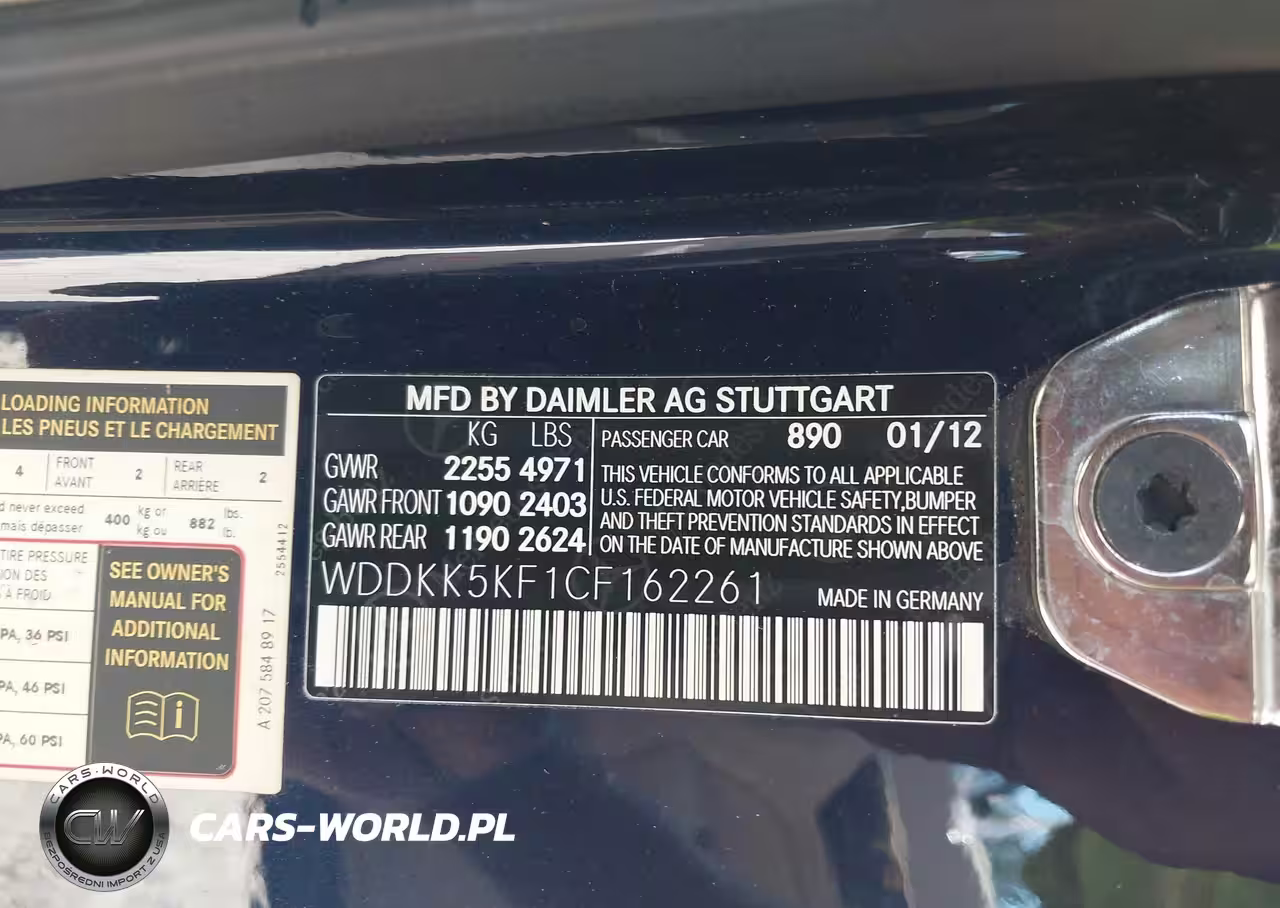 LOADING INFORMATION
LES PNEUS ET LE CHARGEMENT
4 FRONT AVANT 2 REAR ARRIÈRE 2
never exceed
mais dépasser 400 kg or kg ou 882 lbs. lb.
TIRE PRESSURE
DES
À FROID
PA, 36 PSI
PA, 46 PSI
PA, 60 PSI
SEE OWNER'S
MANUAL FOR
ADDITIONAL
INFORMATION
i
A 207 584 89 17
2554412
MFD BY DAIMLER AG STUTTGART
KG LBS
GVWR 2255 4971
GAWR FRONT 1090 2403
GAWR REAR 1190 2624
PASSENGER CAR 890 01/12
THIS VEHICLE CONFORMS TO ALL APPLICABLE
U.S. FEDERAL MOTOR VEHICLE SAFETY,BUMPER
AND THEFT PREVENTION STANDARDS IN EFFECT
ON THE DATE OF MANUFACTURE SHOWN ABOVE
WDDKK5KF1CF162261
MADE IN GERMANY
CARS-WORLD
CW
BEZPOŚREDNI IMPORT Z USA
CARS-WORLD.PL